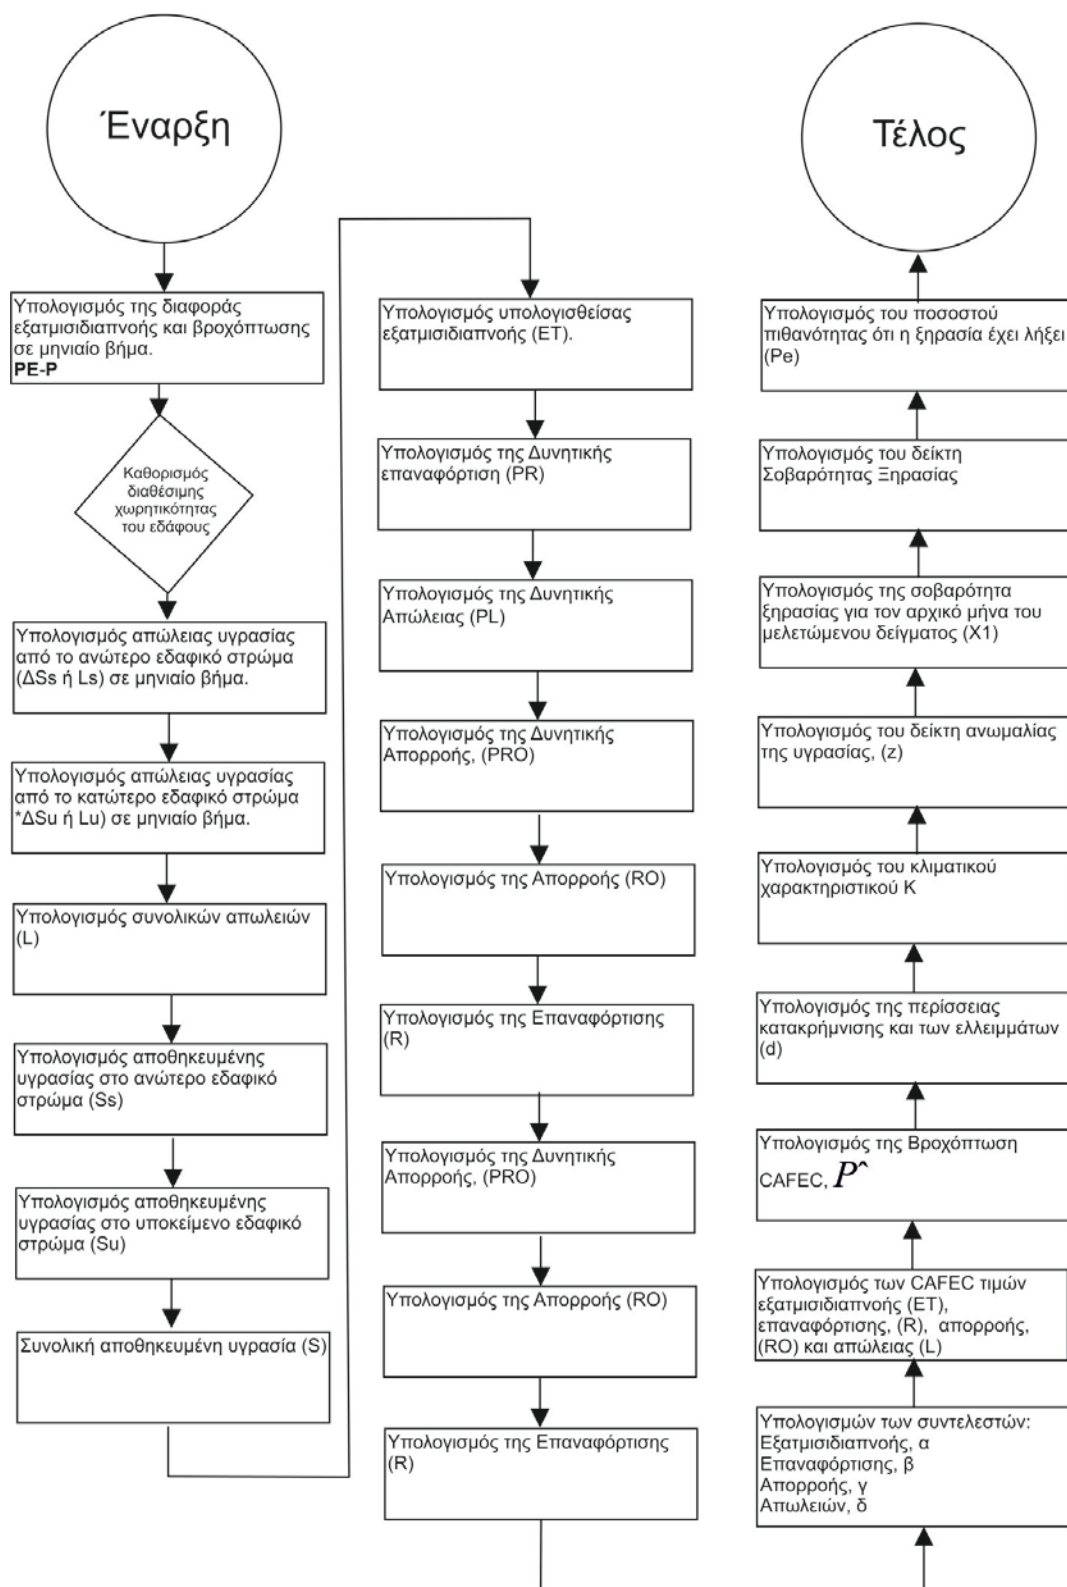 Έναρξη
Υπολογισμός της διαφοράς
εξατμισιδιαπνοής και βροχόπτωσης
σε μηνιαίο βήμα.
PE-P
Καθορισμός
διαθέσιμης
χωρητικότητας
του εδάφους
Υπολογισμός απώλειας υγρασίας
από το ανώτερο εδαφικό στρώμα
(ΔSs ή Ls) σε μηνιαίο βήμα.
Υπολογισμός απώλειας υγρασίας
από το κατώτερο εδαφικό στρώμα
*ΔSu ή Lu) σε μηνιαίο βήμα.
Υπολογισμός συνολικών απωλειών
(L)
Υπολογισμός αποθηκευμένης
υγρασίας στο ανώτερο εδαφικό
στρώμα (Ss)
Υπολογισμός αποθηκευμένης
υγρασίας στο υποκείμενο εδαφικό
στρώμα (Su)
Συνολική αποθηκευμένη υγρασία (S)
Υπολογισμός υπολογισθείσας
εξατμισιδιαπνοής (ET).
Υπολογισμός της Δυνητικής
επαναφόρτιση (PR)
Υπολογισμός της Δυνητικής
Απώλειας (PL)
Υπολογισμός της Δυνητικής
Απορροής, (PRO)
Υπολογισμός της Απορροής (RO)
Υπολογισμός της Επαναφόρτισης
(R)
Υπολογισμός της Δυνητικής
Απορροής, (PRO)
Υπολογισμός της Απορροής (RO)
Υπολογισμός της Επαναφόρτισης
(R)
Υπολογισμών των συντελεστών:
Εξατμισιδιαπνοής, α
Επαναφόρτισης, β
Απορροής, γ
Απωλειών, δ
Υπολογισμός των CAFEC τιμών
εξατμισιδιαπνοής (ET),
επαναφόρτισης, (R), απορροής,
(RO) και απώλειας (L)
Υπολογισμός της Βροχόπτωση
CAFEC, P^
Υπολογισμός της περίσσειας
κατακρήμνισης και των ελλειμμάτων
(d)
Υπολογισμός του κλιματικού
χαρακτηριστικού Κ
Υπολογισμός του δείκτη ανωμαλίας
της υγρασίας, (z)
Υπολογισμός της σοβαρότητα
ξηρασίας για τον αρχικό μήνα του
μελετώμενου δείγματος (X1)
Υπολογισμός του δείκτη
Σοβαρότητας Ξηρασίας
Υπολογισμός του ποσοστού
πιθανότητας ότι η ξηρασία έχει λήξει
(Pe)
Τέλος